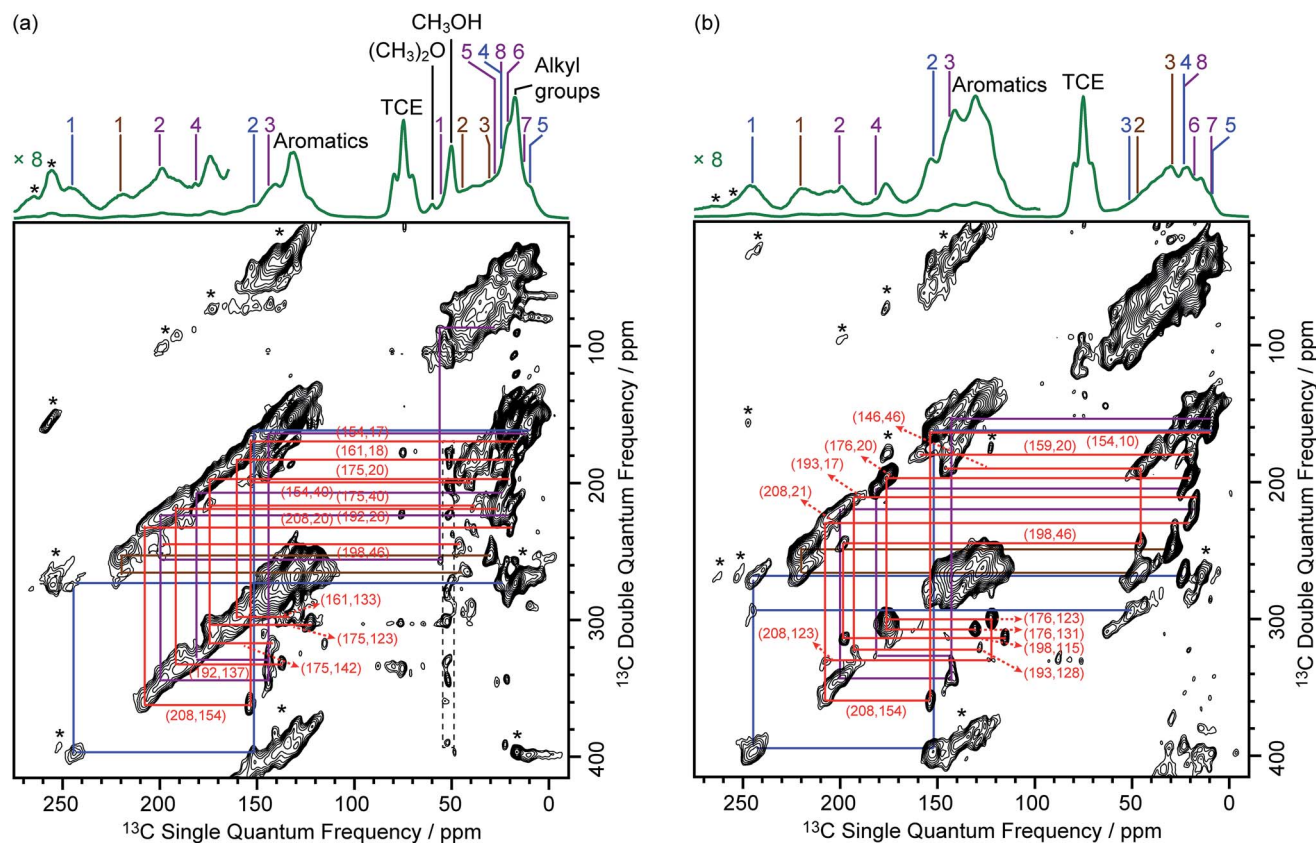 (a)
CH₃OH
(CH₃)₂O
5 4 8 6
Alkyl
groups
TCE
1 1 2 4 2 3
Aromatics
1 2 3 7 5
× 8
* *
* * * * * * *
(154,17)
(161,18)
(175,20)
(154,40)
(175,40)
(192,26)
(208,20)
(198,46)
(161,133)
(175,123)
(175,142)
(192,137)
(208,154)
100
200
300
400
¹³C Double Quantum Frequency / ppm
250 200 150 100 50 0
¹³C Single Quantum Frequency / ppm
(b)
2 3
Aromatics
TCE
3 4 8
1 1 2 4
3 2 6 7 5
× 8
* *
* * * * * * * * * *
(146,46)
(176,20)
(159,20)
(154,10)
(193,17)
(208,21)
(198,46)
(176,123)
(208,123)
(176,131)
(198,115)
(193,128)
(208,154)
100
200
300
400
¹³C Double Quantum Frequency / ppm
250 200 150 100 50 0
¹³C Single Quantum Frequency / ppm